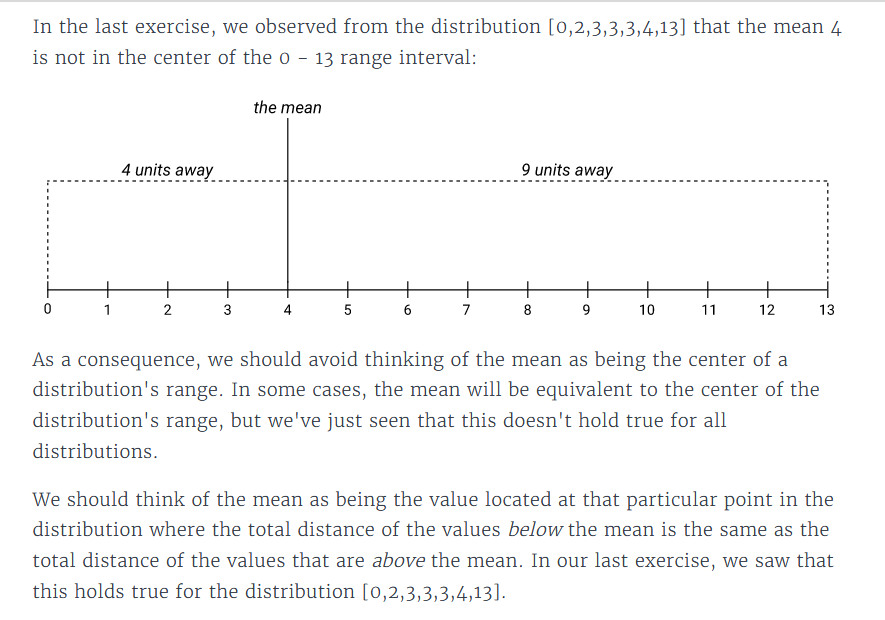 In the last exercise, we observed from the distribution [0,2,3,3,3,4,13] that the mean 4
is not in the center of the 0 – 13 range interval:
the mean
4 units away
9 units away
0 1 2 3 4 5 6 7 8 9 10 11 12 13
As a consequence, we should avoid thinking of the mean as being the center of a
distribution's range. In some cases, the mean will be equivalent to the center of the
distribution's range, but we've just seen that this doesn't hold true for all
distributions.
We should think of the mean as being the value located at that particular point in the
distribution where the total distance of the values below the mean is the same as the
total distance of the values that are above the mean. In our last exercise, we saw that
this holds true for the distribution [0,2,3,3,3,4,13].